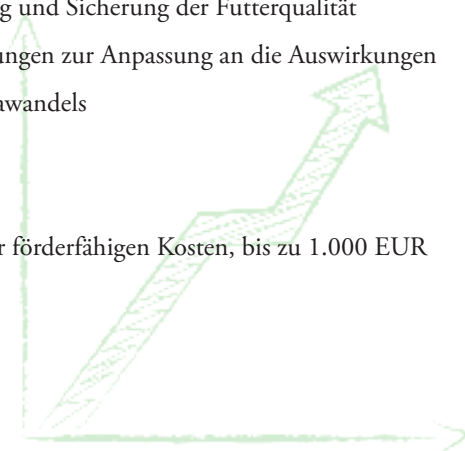 g und Sicherung der Futterqualität
ungen zur Anpassung an die Auswirkungen
awandels
r förderfähigen Kosten, bis zu 1.000 EUR